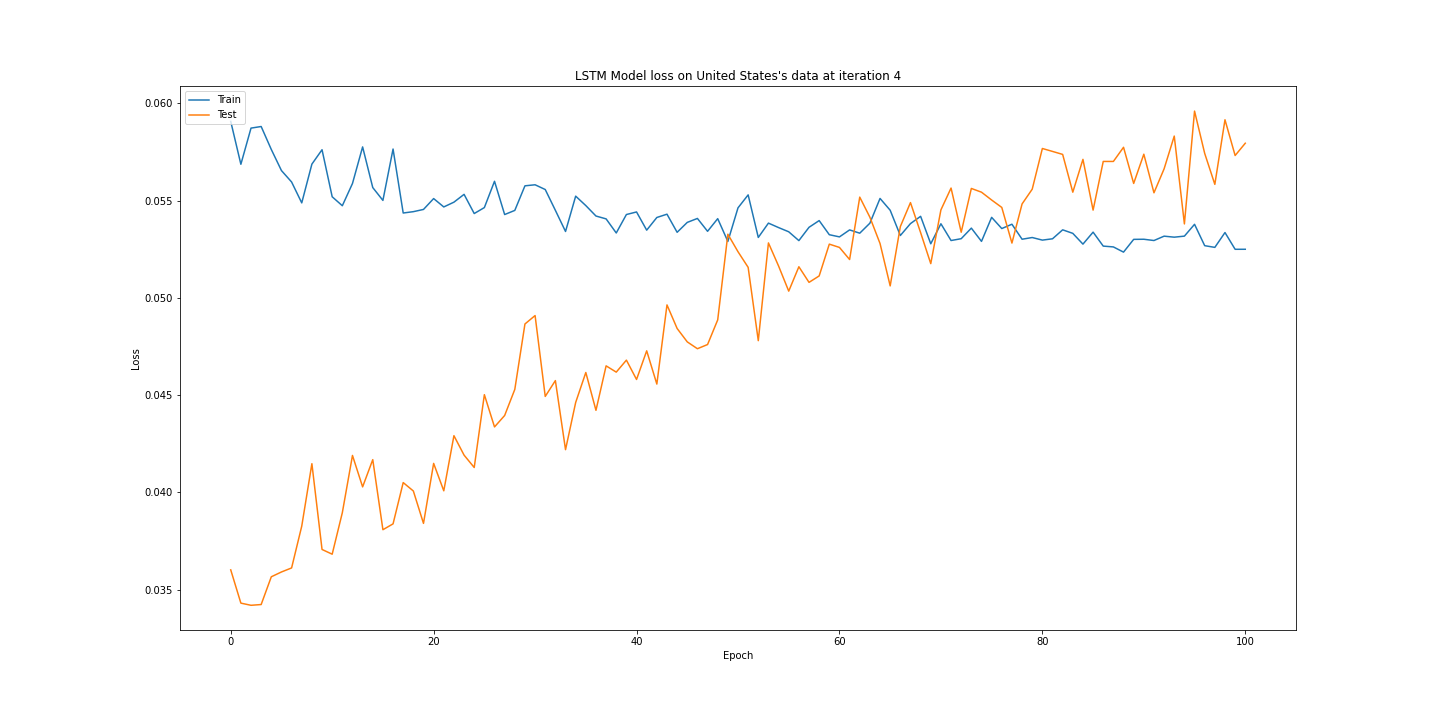 LSTM Model loss on United States's data at iteration 4
Train
Test
0.060
0.055
0.050
0.045
0.040
0.035
Loss
0 20 40 60 80 100
Epoch